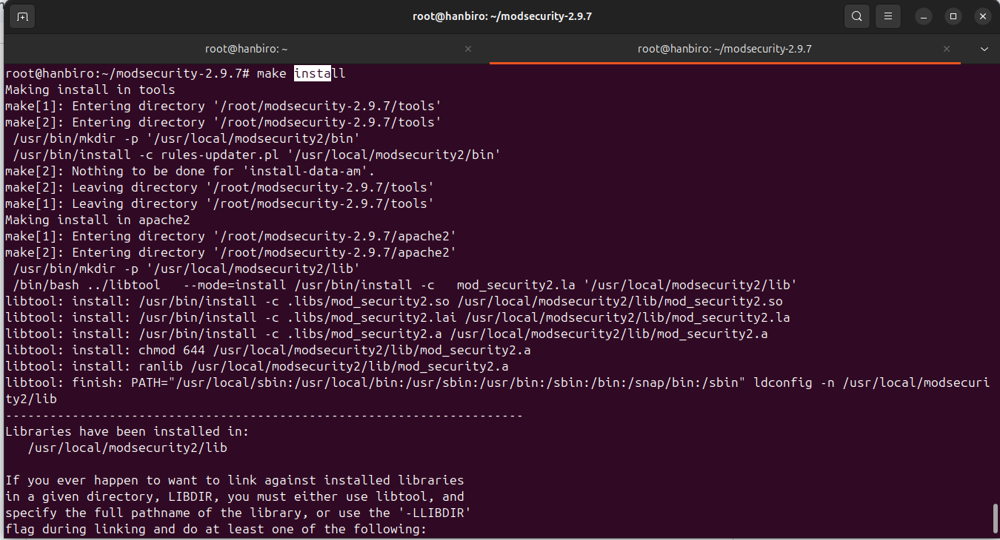 root@hanbiro: ~/modsecurity-2.9.7
root@hanbiro: ~
root@hanbiro: ~/modsecurity-2.9.7
root@hanbiro:~/modsecurity-2.9.7# make install
Making install in tools
make[1]: Entering directory '/root/modsecurity-2.9.7/tools'
make[2]: Entering directory '/root/modsecurity-2.9.7/tools'
 /usr/bin/mkdir -p '/usr/local/modsecurity2/bin'
 /usr/bin/install -c rules-updater.pl '/usr/local/modsecurity2/bin'
make[2]: Nothing to be done for 'install-data-am'.
make[2]: Leaving directory '/root/modsecurity-2.9.7/tools'
make[1]: Leaving directory '/root/modsecurity-2.9.7/tools'
Making install in apache2
make[1]: Entering directory '/root/modsecurity-2.9.7/apache2'
make[2]: Entering directory '/root/modsecurity-2.9.7/apache2'
 /usr/bin/mkdir -p '/usr/local/modsecurity2/lib'
 /bin/bash ../libtool   --mode=install /usr/bin/install -c   mod_security2.la '/usr/local/modsecurity2/lib'
libtool: install: /usr/bin/install -c .libs/mod_security2.so /usr/local/modsecurity2/lib/mod_security2.so
libtool: install: /usr/bin/install -c .libs/mod_security2.lai /usr/local/modsecurity2/lib/mod_security2.la
libtool: install: /usr/bin/install -c .libs/mod_security2.a /usr/local/modsecurity2/lib/mod_security2.a
libtool: install: chmod 644 /usr/local/modsecurity2/lib/mod_security2.a
libtool: install: ranlib /usr/local/modsecurity2/lib/mod_security2.a
libtool: finish: PATH="/usr/local/sbin:/usr/local/bin:/usr/sbin:/usr/bin:/sbin:/bin:/snap/bin:/sbin" ldconfig -n /usr/local/modsecuri
ty2/lib
----------------------------------------------------------------------
Libraries have been installed in:
   /usr/local/modsecurity2/lib

If you ever happen to want to link against installed libraries
in a given directory, LIBDIR, you must either use libtool, and
specify the full pathname of the library, or use the '-LLIBDIR'
flag during linking and do at least one of the following: